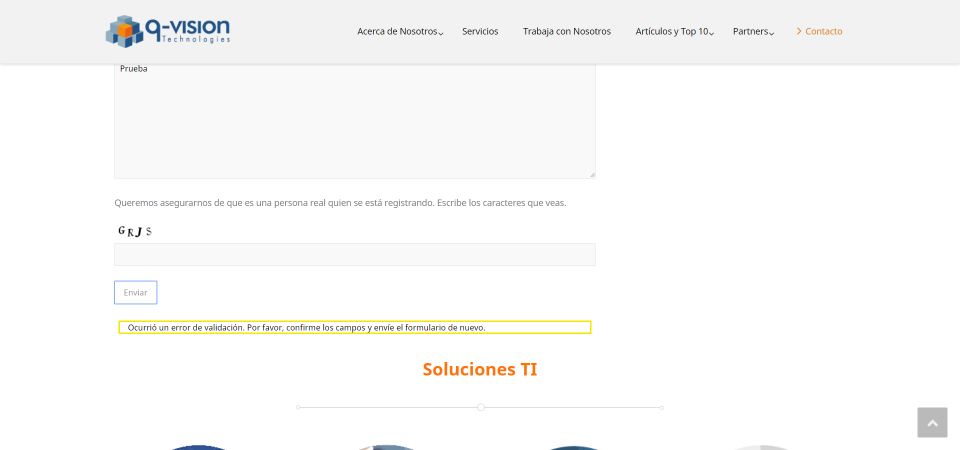 q-vision
Technologies
Acerca de Nosotros
Servicios
Trabaja con Nosotros
Artículos y Top 10
Partners
Contacto
Prueba
Queremos asegurarnos de que es una persona real quien se está registrando. Escribe los caracteres que veas.
GRJS
Enviar
Ocurrió un error de validación. Por favor, confirme los campos y envíe el formulario de nuevo.
Soluciones TI